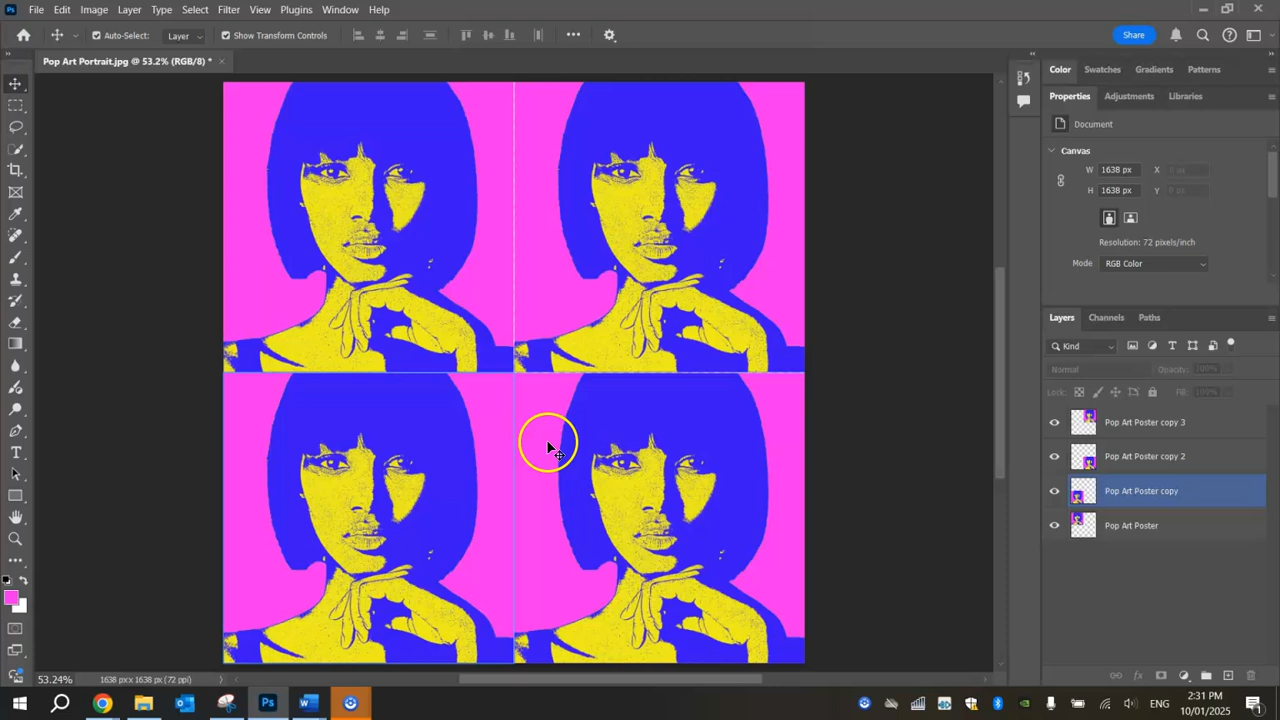 File Edit Image Layer Type Select Filter View Plugins Window Help
Auto-Select: Layer Show Transform Controls Share
Pop Art Portrait.jpg @ 53.2% (RGB/8) *
Color Swatches Gradients Patterns
Properties Adjustments Libraries
Document
Canvas
W 1638 px X
H 1638 px Y
Resolution: 72 pixels/inch
Mode RGB Color
Layers Channels Paths
Kind
Normal Opacity: 100%
Lock: Fill: 100%
Pop Art Poster copy 3
Pop Art Poster copy 2
Pop Art Poster copy
Pop Art Poster
53.24% 1638 px x 1638 px (72 ppi)
ENG
2:31 PM
10/01/2025